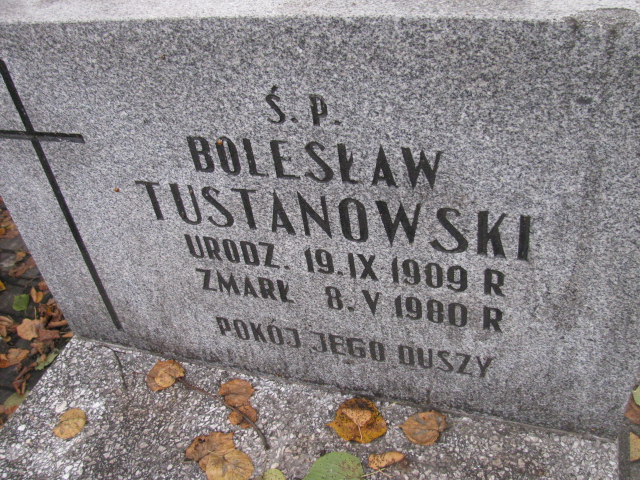 Ś. P.
BOLESŁAW
TUSTANOWSKI
URODZ. 19.IX 1909 R
ZMARŁ 8.V 1980 R
POKÓJ JEGO DUSZY